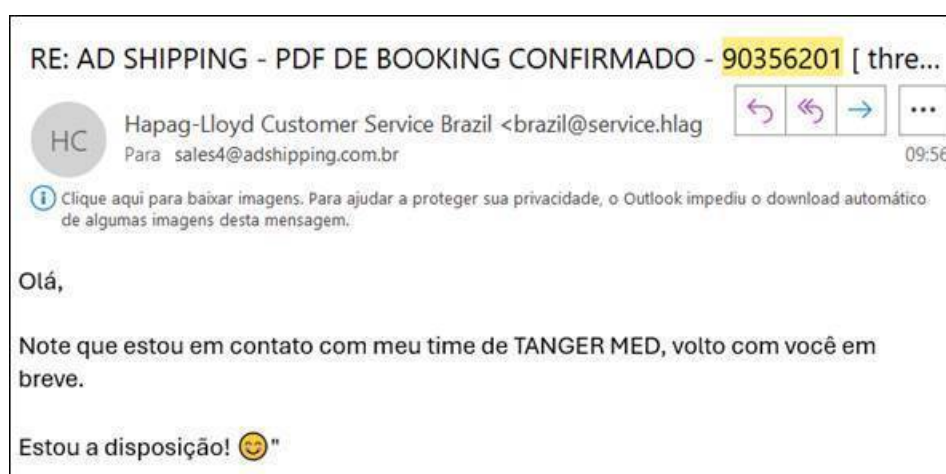 RE: AD SHIPPING - PDF DE BOOKING CONFIRMADO - 90356201 [ thre...
HC
Hapag-Lloyd Customer Service Brazil <brazil@service.hlag
Para sales4@adshipping.com.br
09:56
Clique aqui para baixar imagens. Para ajudar a proteger sua privacidade, o Outlook impediu o download automático
de algumas imagens desta mensagem.
Olá,
Note que estou em contato com meu time de TANGER MED, volto com você em
breve.
Estou a disposição! 😊"